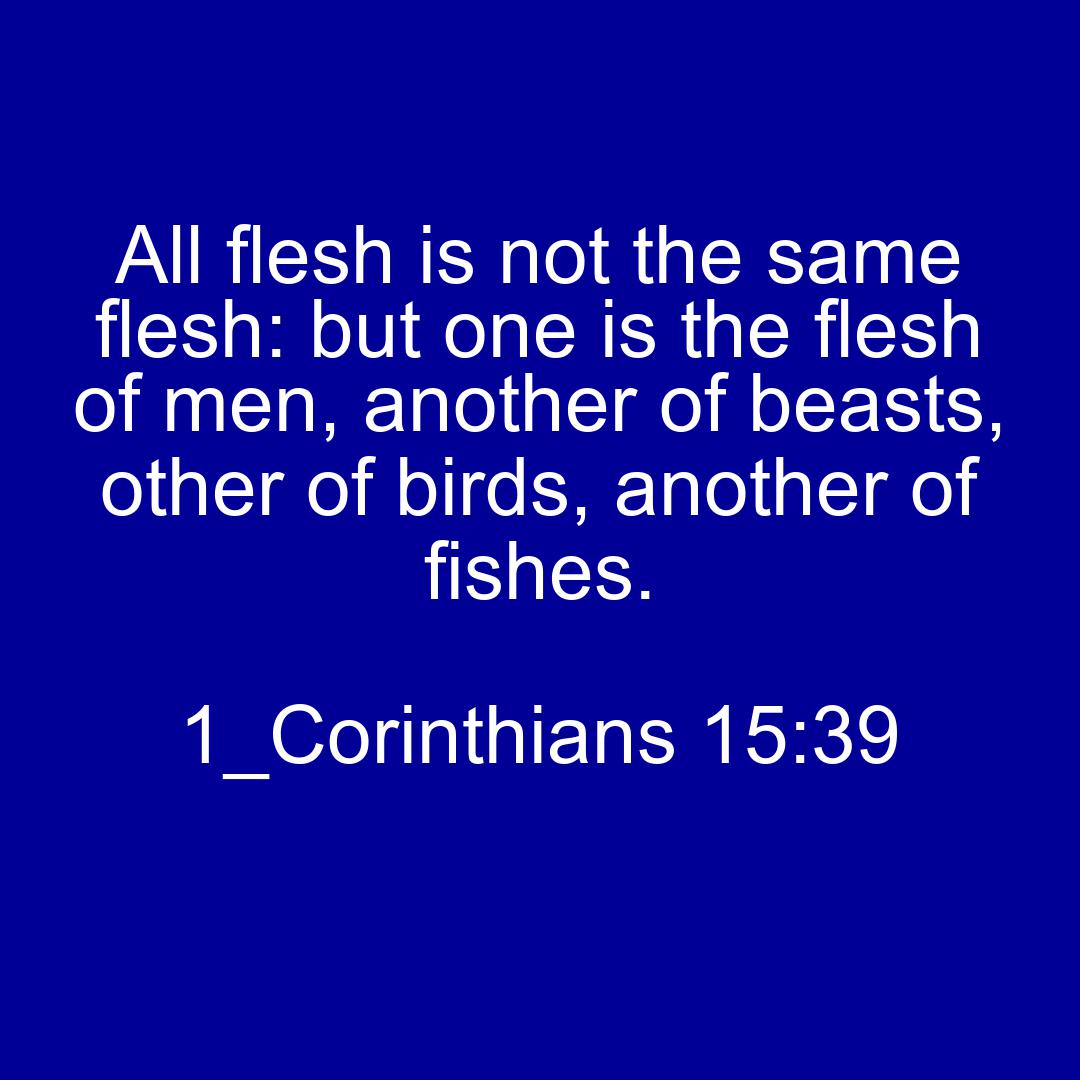 All flesh is not the same
flesh: but one is the flesh
of men, another of beasts,
other of birds, another of
fishes.
1_Corinthians 15:39